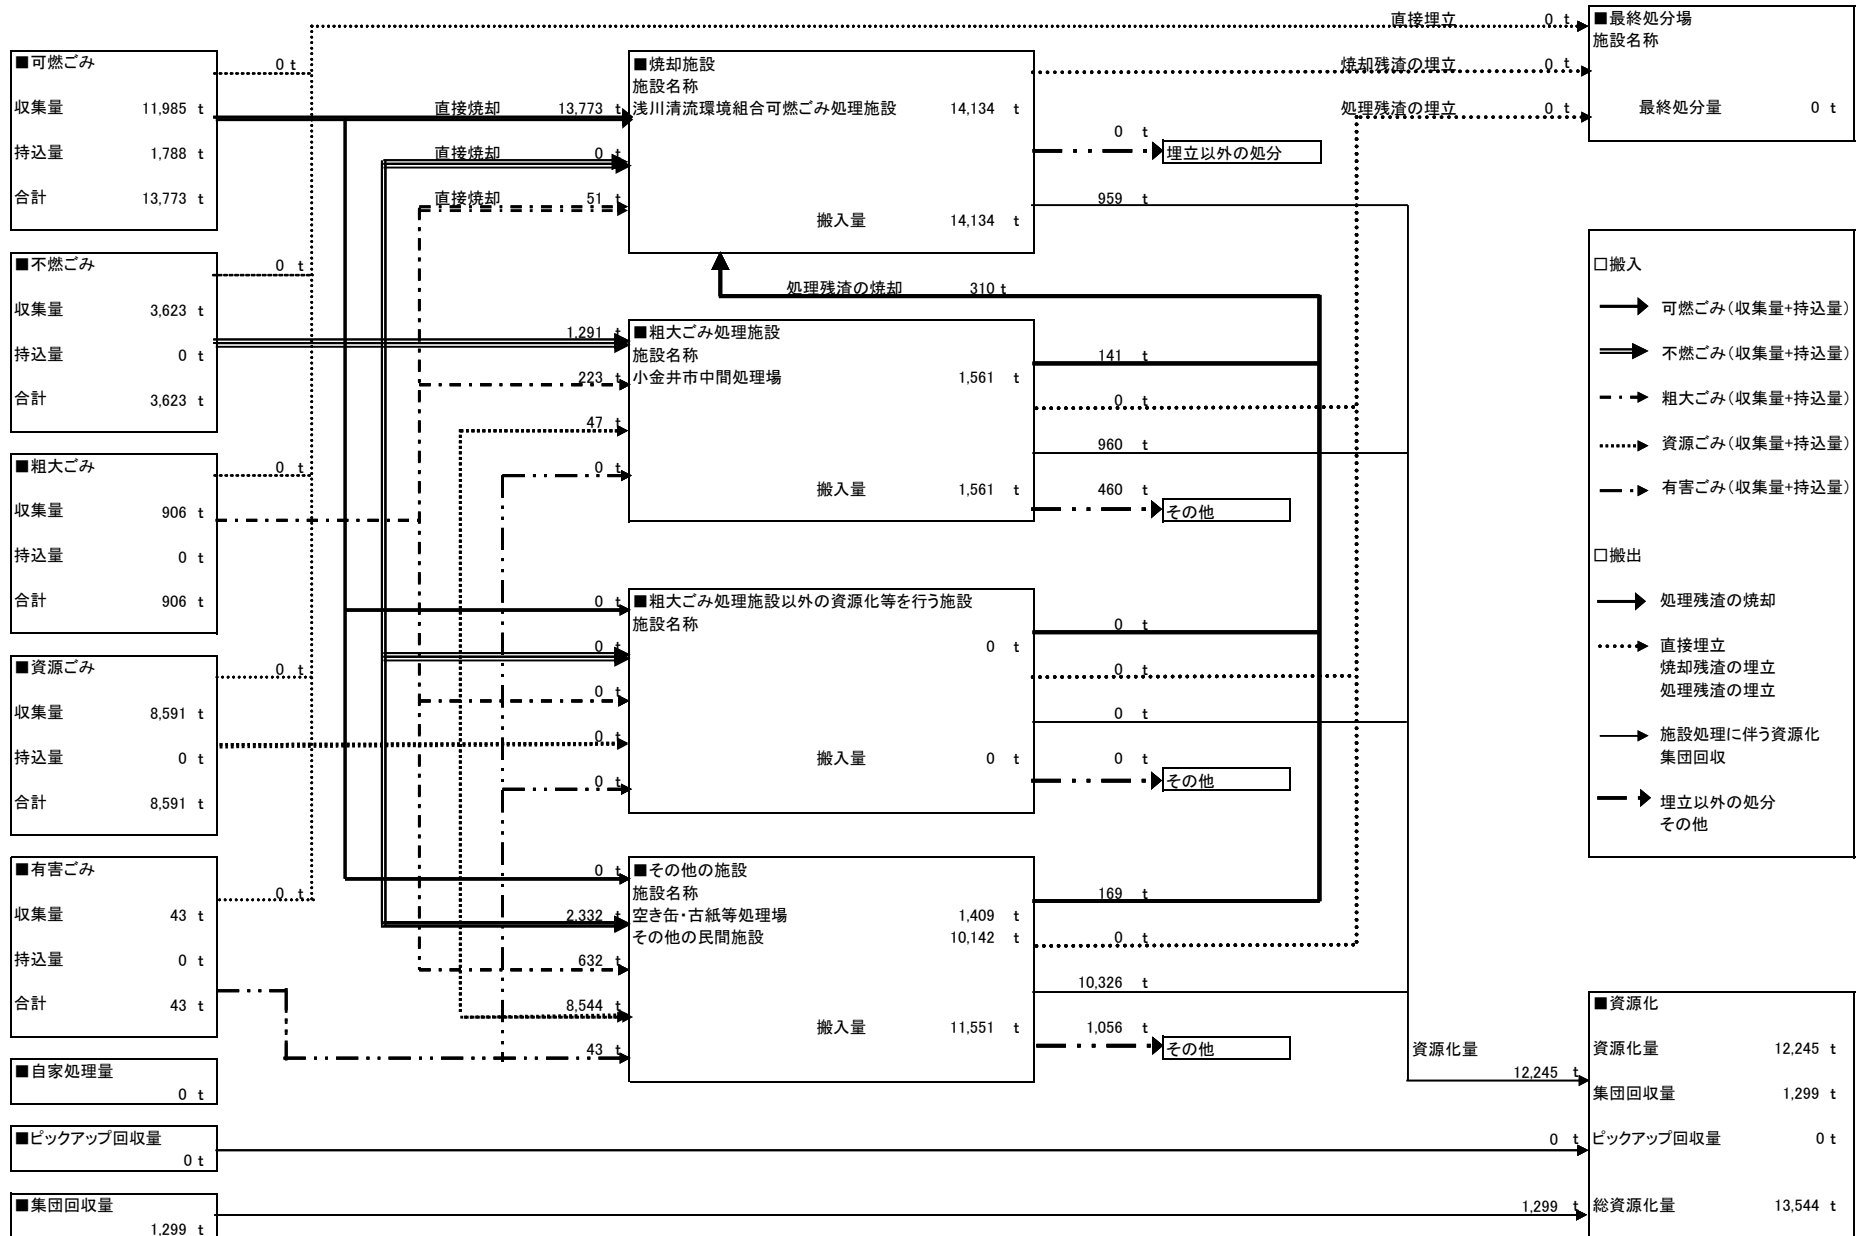 ■可燃ごみ
収集量 11,985 t
持込量 1,788 t
合計 13,773 t
0 t
■不燃ごみ
収集量 3,623 t
持込量 0 t
合計 3,623 t
0 t
■粗大ごみ
収集量 906 t
持込量 0 t
合計 906 t
0 t
■資源ごみ
収集量 8,591 t
持込量 0 t
合計 8,591 t
0 t
■有害ごみ
収集量 43 t
持込量 0 t
合計 43 t
0 t
■自家処理量
0 t
■ピックアップ回収量
0 t
■集団回収量
1,299 t
直接焼却 13,773 t
直接焼却 0 t
直接焼却 51 t
■焼却施設
施設名称
浅川清流環境組合可燃ごみ処理施設 14,134 t
搬入量 14,134 t
0 t
埋立以外の処分
959 t
処理残渣の焼却 310 t
1,291 t
223 t
47 t
0 t
■粗大ごみ処理施設
施設名称
小金井市中間処理場 1,561 t
搬入量 1,561 t
141 t
0 t
960 t
460 t
その他
0 t
0 t
0 t
0 t
0 t
■粗大ごみ処理施設以外の資源化等を行う施設
施設名称
0 t
搬入量 0 t
0 t
0 t
0 t
0 t
その他
0 t
2,332 t
632 t
8,544 t
43 t
■その他の施設
施設名称
空き缶・古紙等処理場 1,409 t
その他の民間施設 10,142 t
搬入量 11,551 t
169 t
0 t
10,326 t
1,056 t
その他
直接埋立 0 t
焼却残渣の埋立 0 t
処理残渣の埋立 0 t
■最終処分場
施設名称
最終処分量 0 t
□搬入
可燃ごみ(収集量+持込量)
不燃ごみ(収集量+持込量)
粗大ごみ(収集量+持込量)
資源ごみ(収集量+持込量)
有害ごみ(収集量+持込量)
□搬出
処理残渣の焼却
直接埋立
焼却残渣の埋立
処理残渣の埋立
施設処理に伴う資源化
集団回収
埋立以外の処分
その他
資源化量
12,245 t
0 t
1,299 t
■資源化
資源化量 12,245 t
集団回収量 1,299 t
ピックアップ回収量 0 t
総資源化量 13,544 t